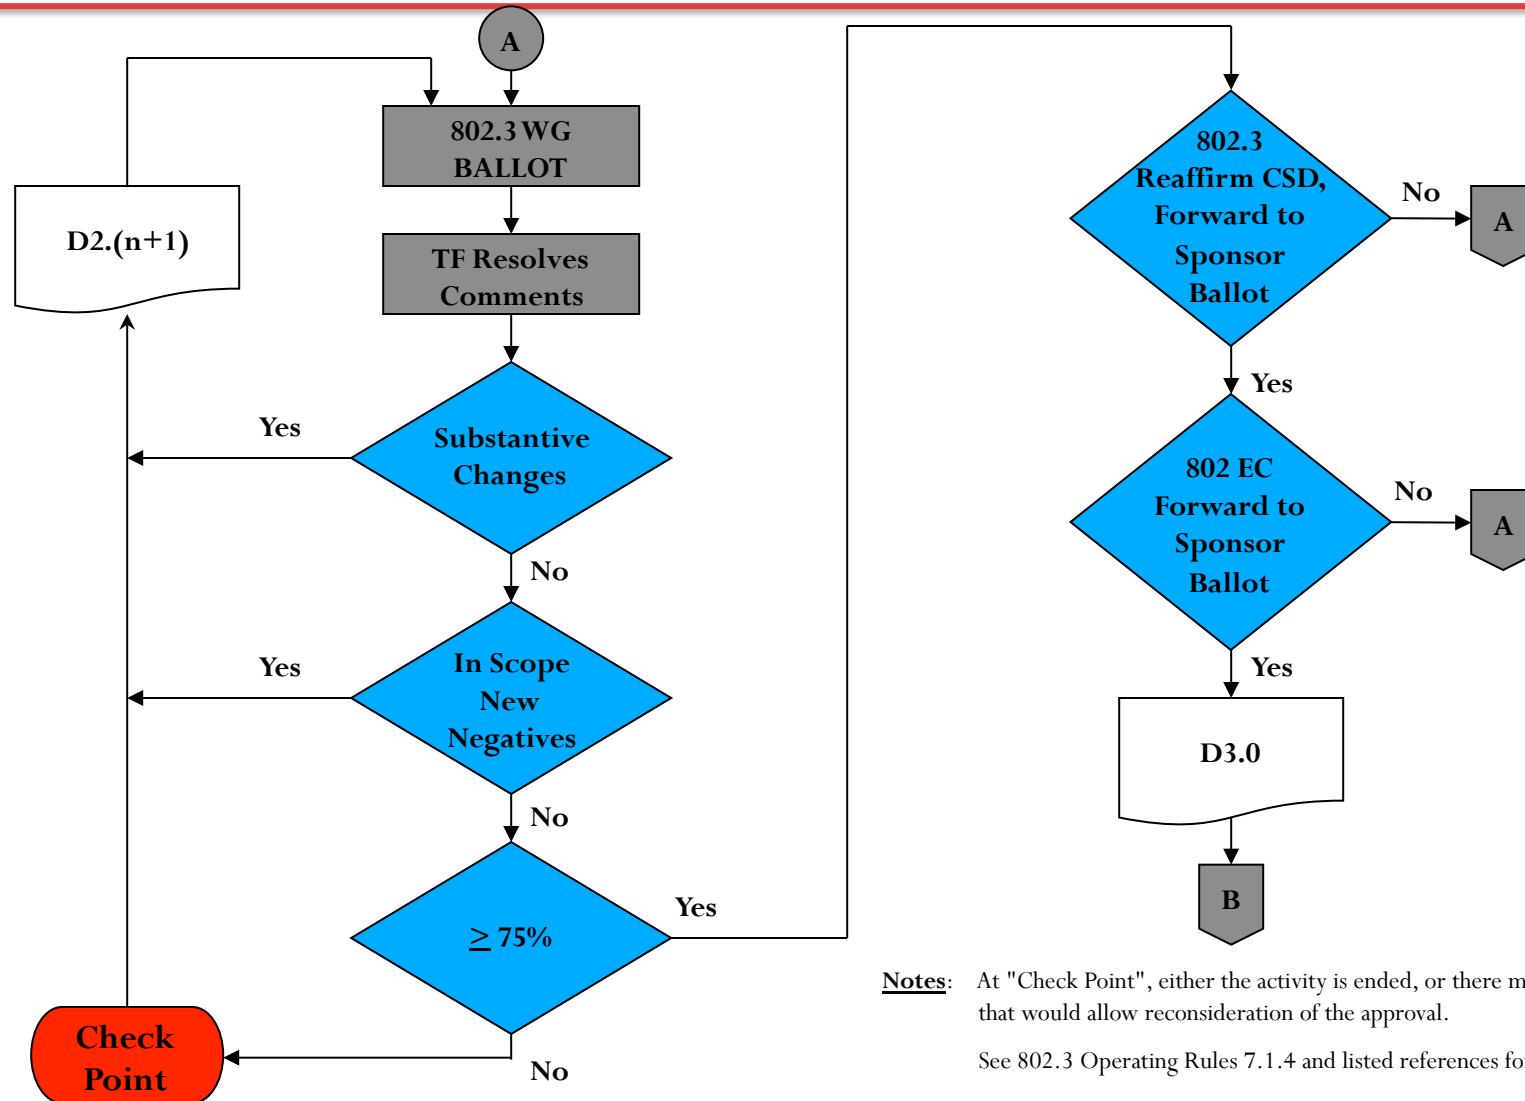 A
802.3 WG
BALLOT
D2.(n+1)
TF Resolves
Comments
Yes
Substantive
Changes
No
Yes
In Scope
New
Negatives
No
≥ 75%
Yes
Check
Point
No
802.3
Reaffirm CSD,
Forward to
Sponsor
Ballot
No
A
Yes
802 EC
Forward to
Sponsor
Ballot
No
A
Yes
D3.0
B
Notes: At "Check Point", either the activity is ended, or there
that would allow reconsideration of the approval.
See 802.3 Operating Rules 7.1.4 and listed references